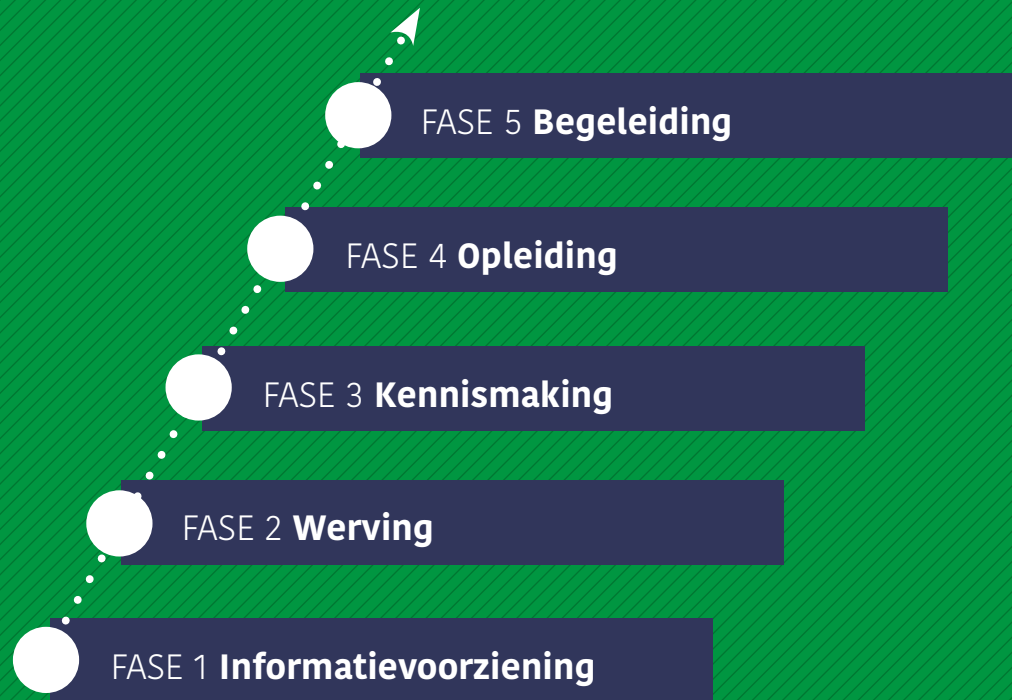 FASE 5 Begeleiding
FASE 4 Opleiding
FASE 3 Kennismaking
FASE 2 Werving
FASE 1 Informatievoorziening